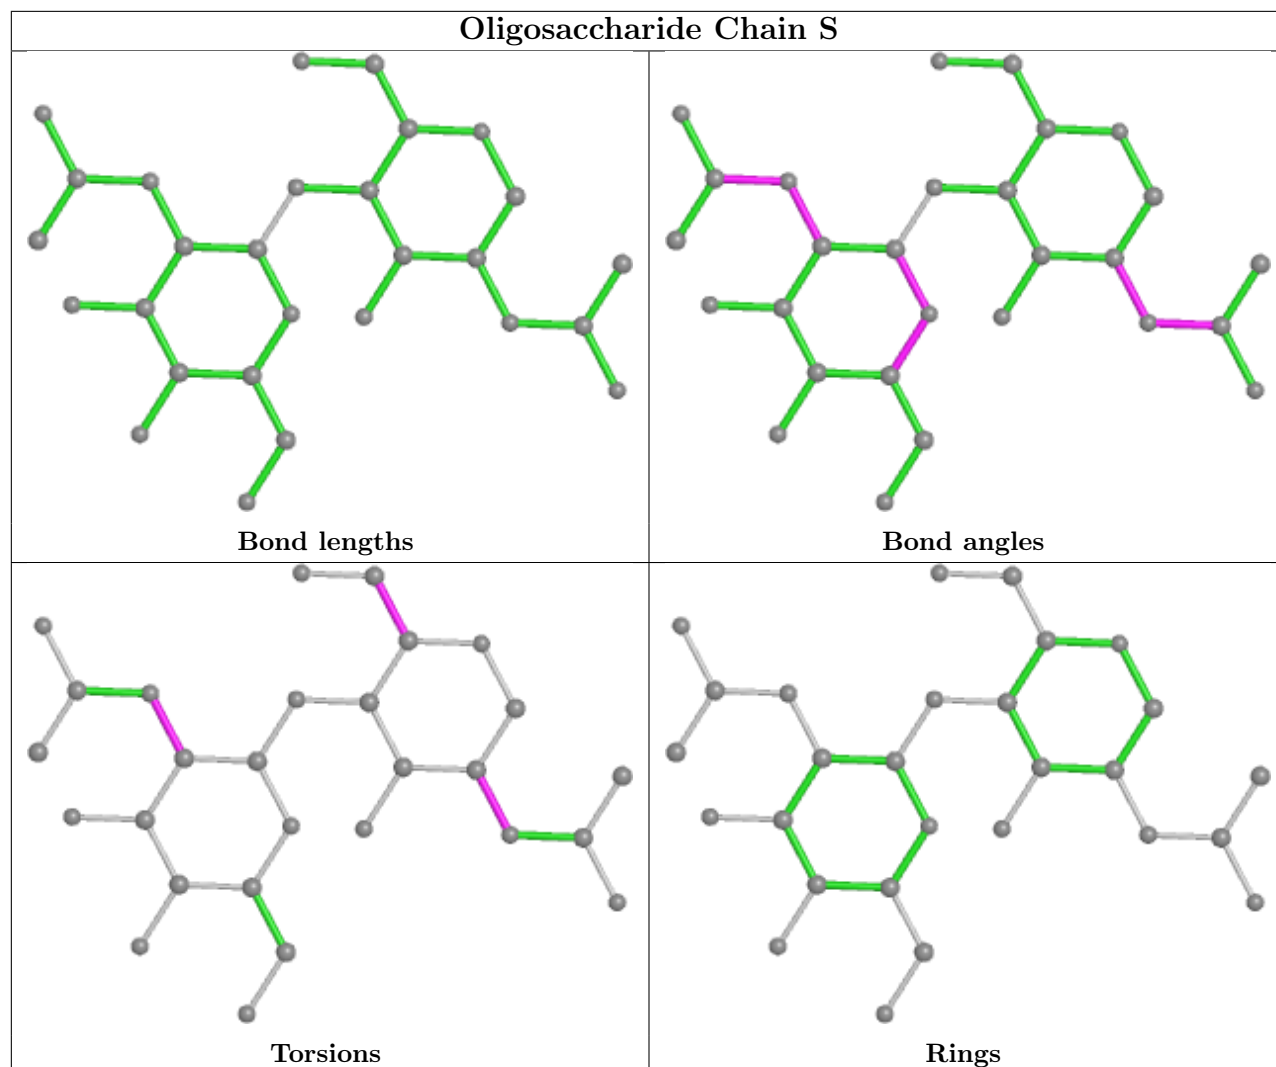 Oligosaccharide Chain S
Bond lengths
Bond angles
Torsions
Rings